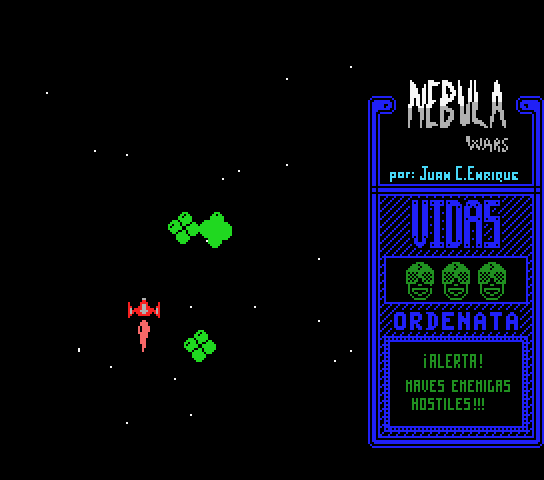 NEBULA
WARS
por: JUAN C.ENRIQUE
VIDAS
ORDENATA
¡ALERTA!
NAVES ENEMIGAS
HOSTILES!!!